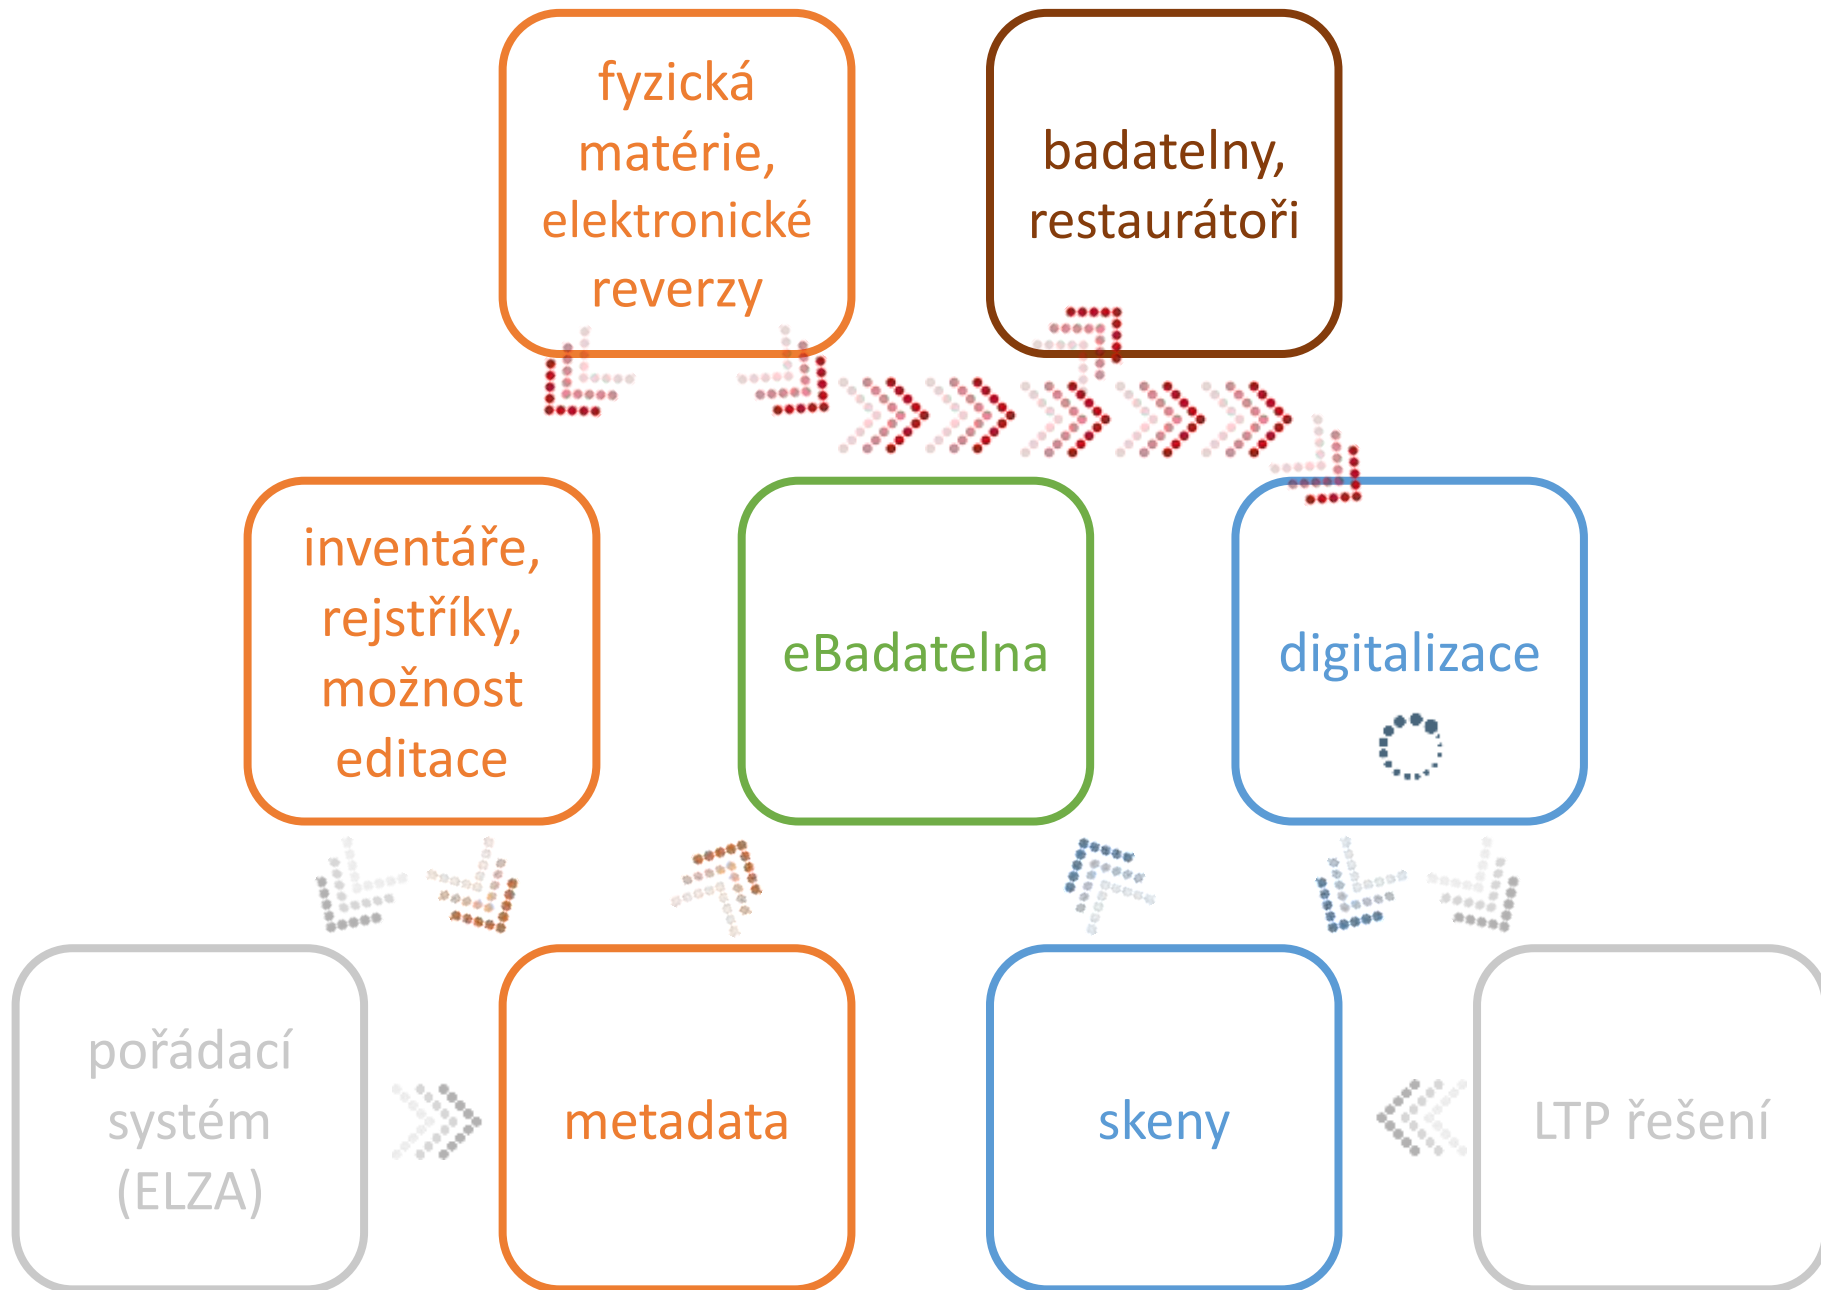 fyzická
matérie,
elektronické
reverzy
badatelny,
restaurátoři
inventáře,
rejstříky,
možnost
editace
eBadatelna
digitalizace
pořádací
systém
(ELZA)
metadata
skeny
LTP řešení